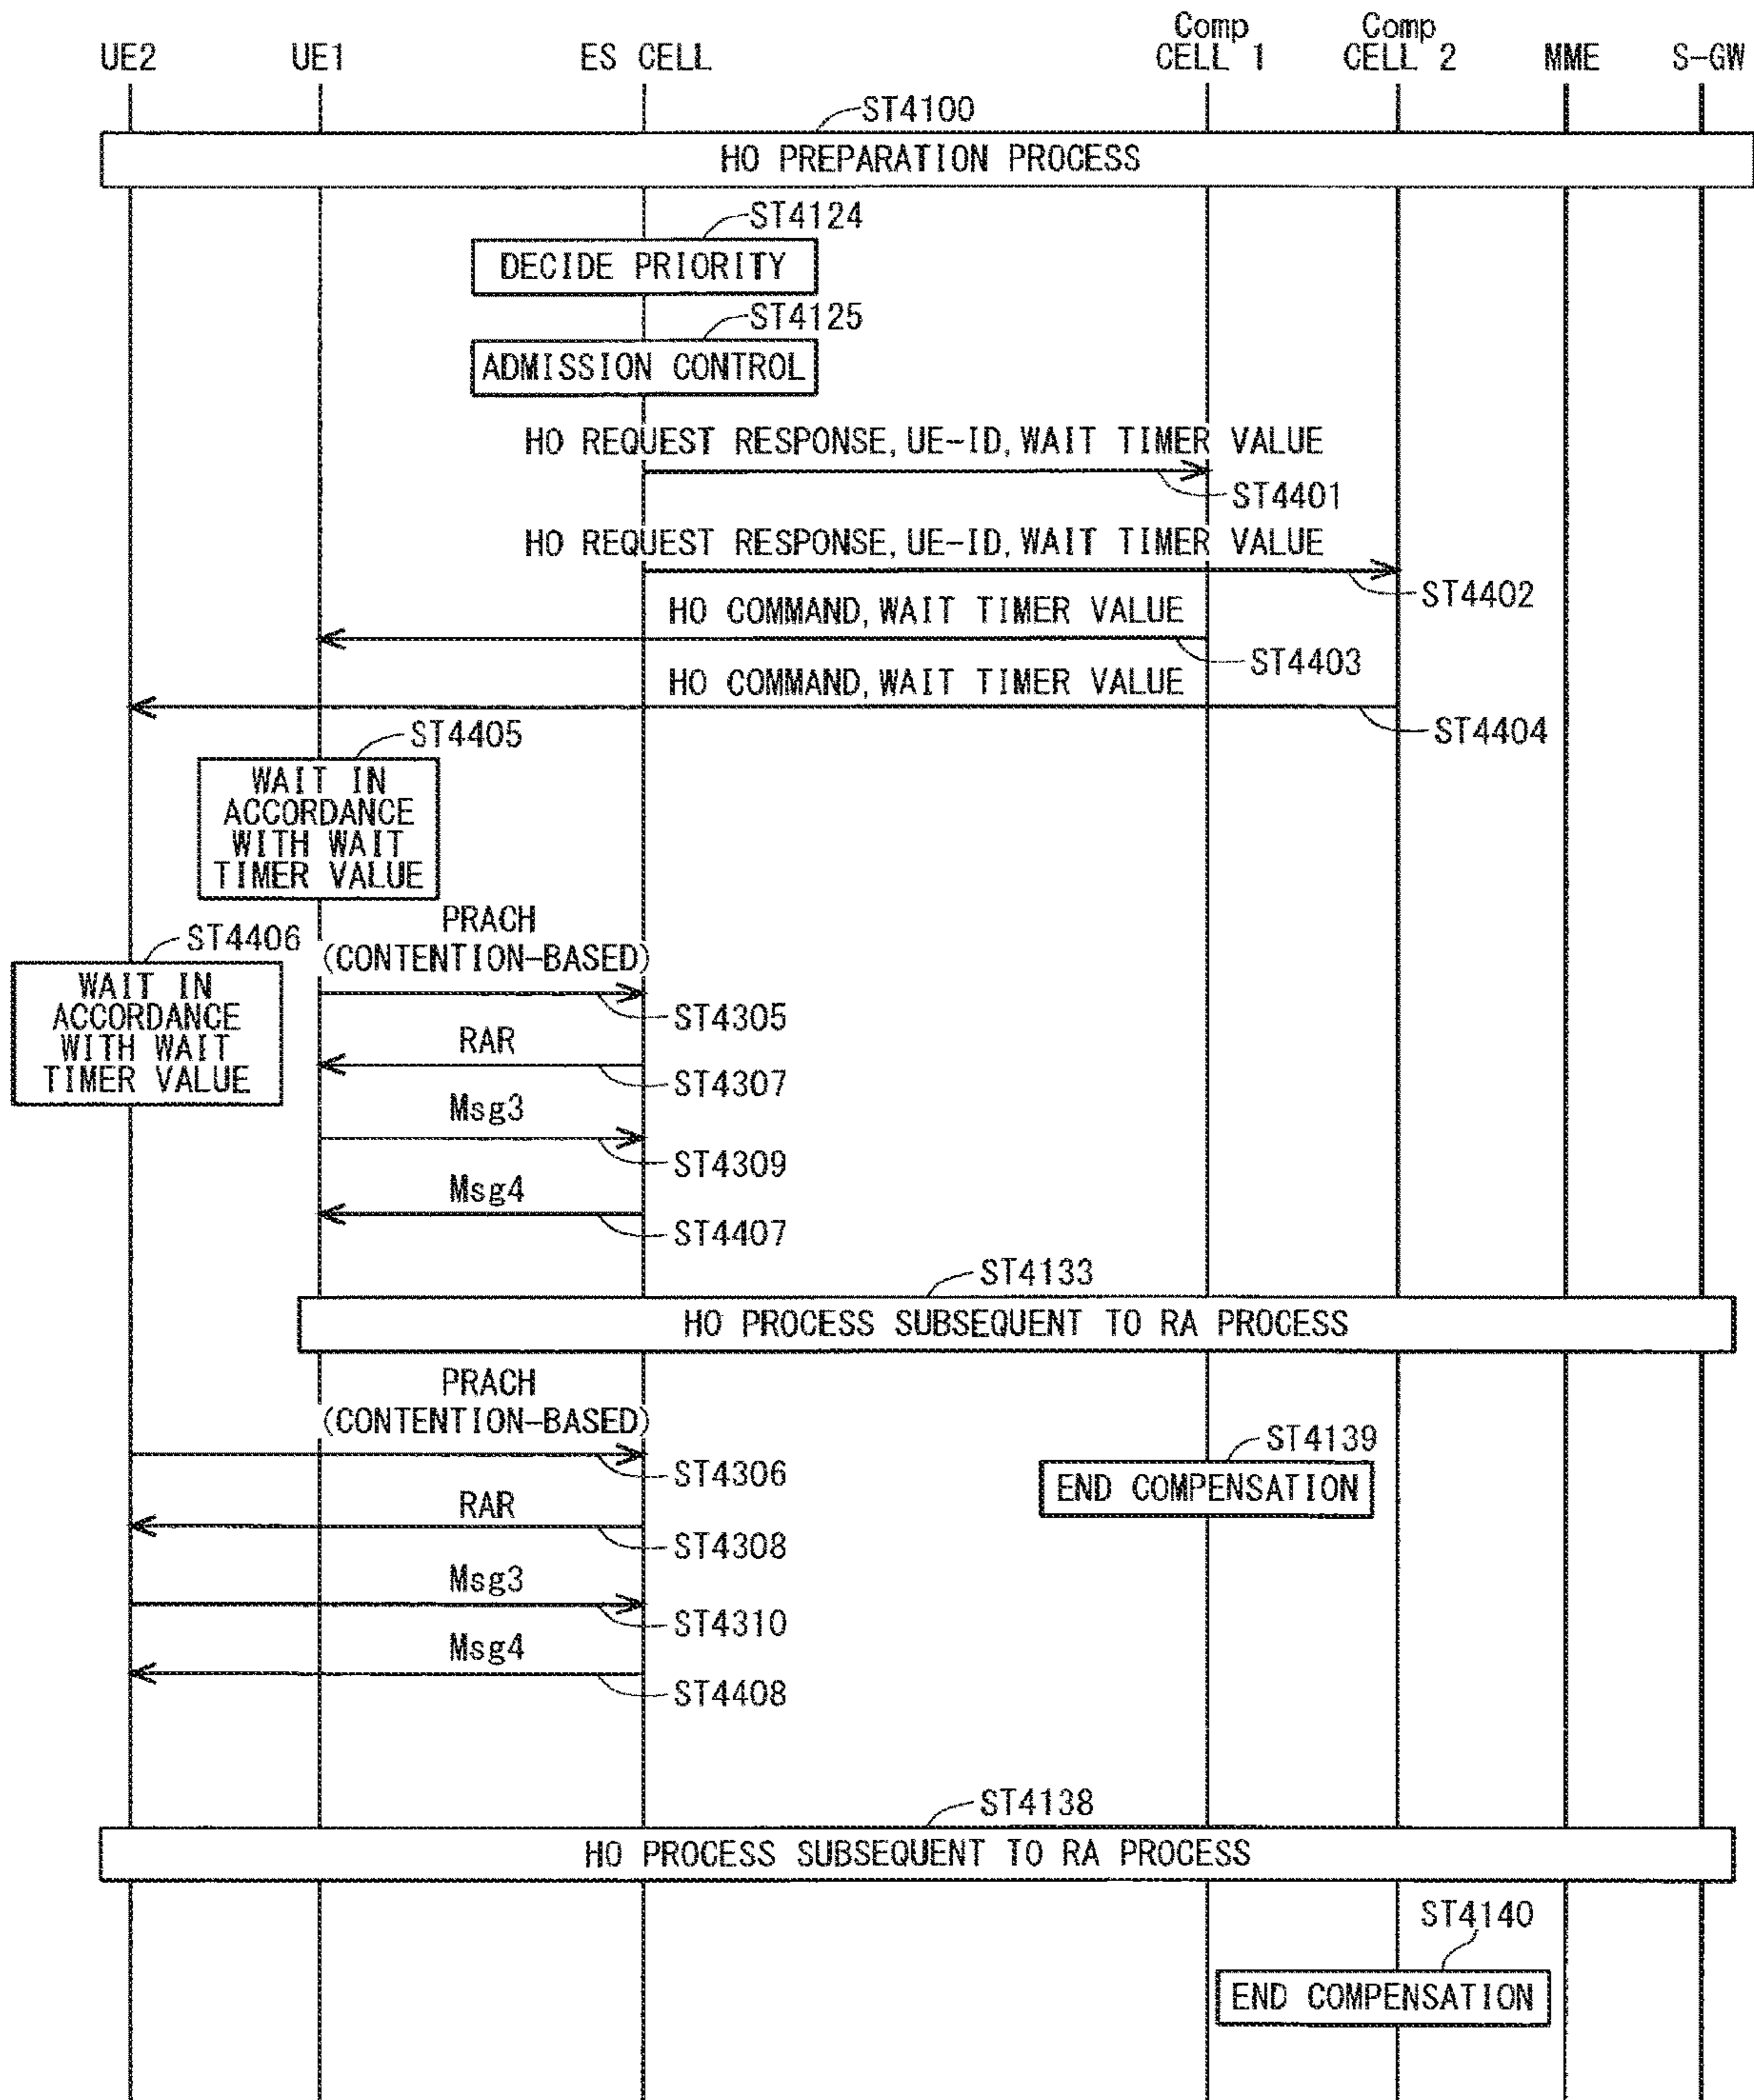 UE2 UE1 ES CELL Comp CELL 1 Comp CELL 2 MME S-GW
ST4100
HO PREPARATION PROCESS
ST4124
DECIDE PRIORITY
ST4125
ADMISSION CONTROL
HO REQUEST RESPONSE, UE-ID, WAIT TIMER VALUE
ST4401
HO REQUEST RESPONSE, UE-ID, WAIT TIMER VALUE
ST4402
HO COMMAND, WAIT TIMER VALUE
ST4403
HO COMMAND, WAIT TIMER VALUE
ST4404
ST4405
WAIT IN
ACCORDANCE
WITH WAIT
TIMER VALUE
ST4406
WAIT IN
ACCORDANCE
WITH WAIT
TIMER VALUE
PRACH
(CONTENTION-BASED)
ST4305
RAR
ST4307
Msg3
ST4309
Msg4
ST4407
ST4133
HO PROCESS SUBSEQUENT TO RA PROCESS
PRACH
(CONTENTION-BASED)
ST4306
ST4139
END COMPENSATION
RAR
ST4308
Msg3
ST4310
Msg4
ST4408
ST4138
HO PROCESS SUBSEQUENT TO RA PROCESS
ST4140
END COMPENSATION